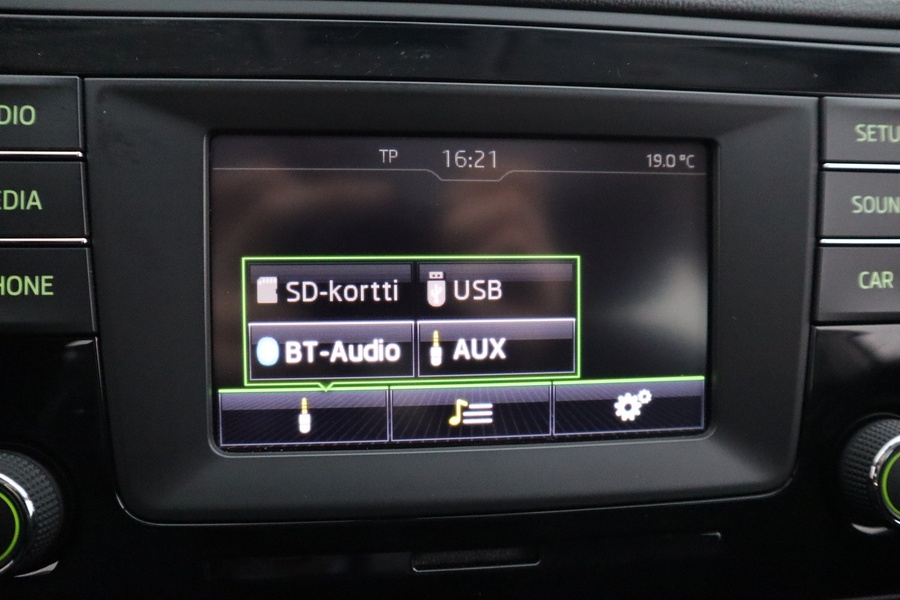 TP 16:21 19.0 °C
DIO
EDIA
HONE
SD-kortti USB
BT-Audio AUX
SETU
SOUN
CAR